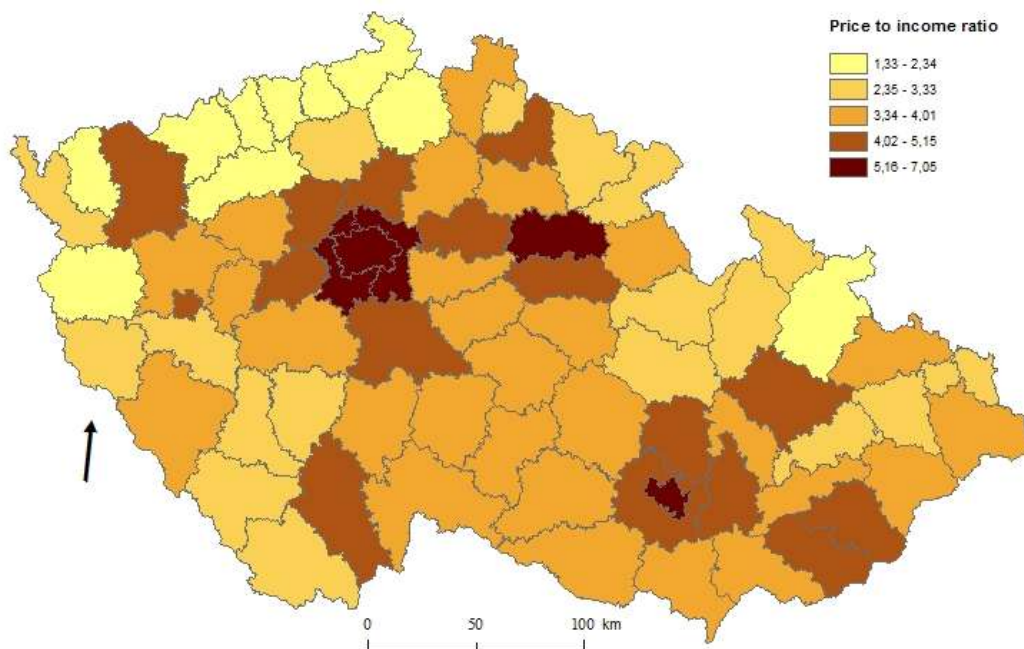 Price to income ratio
1,33 - 2,34
2,35 - 3,33
3,34 - 4,01
4,02 - 5,15
5,16 - 7,05
0 50 100 km